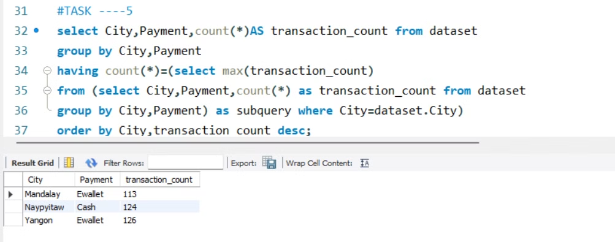 31 #TASK ----5
32 select City,Payment,count(*)AS transaction_count from dataset
33 group by City,Payment
34 having count(*)=(select max(transaction_count)
35 from (select City,Payment,count(*) as transaction_count from dataset
36 group by City,Payment) as subquery where City=dataset.City)
37 order by City,transaction count desc;
Result Grid Filter Rows: Export: Wrap Cell Content:
City Payment transaction_count
Mandalay Ewallet 113
Naypyitaw Cash 124
Yangon Ewallet 126